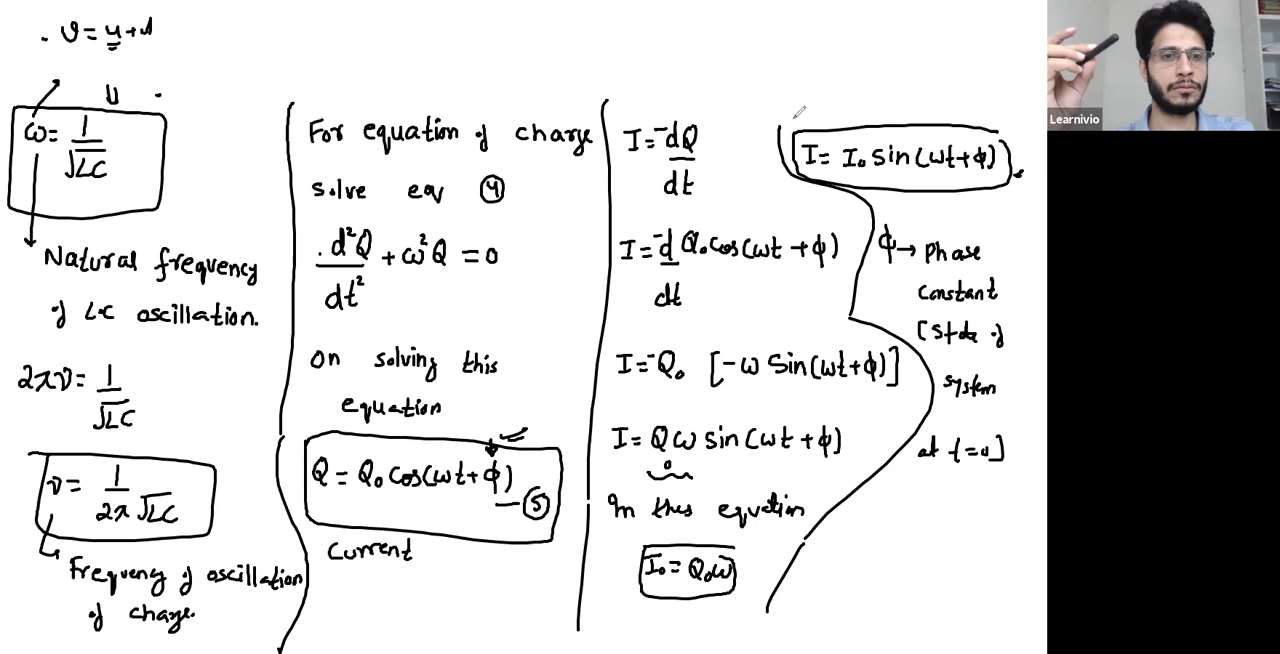 v = u + at
ω = 1/√LC
Natural frequency
of LC oscillation.
2πν = 1/√LC
ν = 1/2π√LC
Frequency of oscillation
of charge.
For equation of charge
solve eq ④
d²Q/dt² + ω²Q = 0
On solving this
equation
Q = Q₀ cos(ωt + ϕ)
— ⑤
Current
I = -dQ/dt
I = -d/dt Q₀ cos(ωt + ϕ)
I = -Q₀ [-ω sin(ωt + ϕ)]
I = Q₀ω sin(ωt + ϕ)
In this equation
I₀ = Q₀ω
I = I₀ sin(ωt + ϕ)
ϕ → Phase
constant
[State of
system
at t = 0]
Learnivio